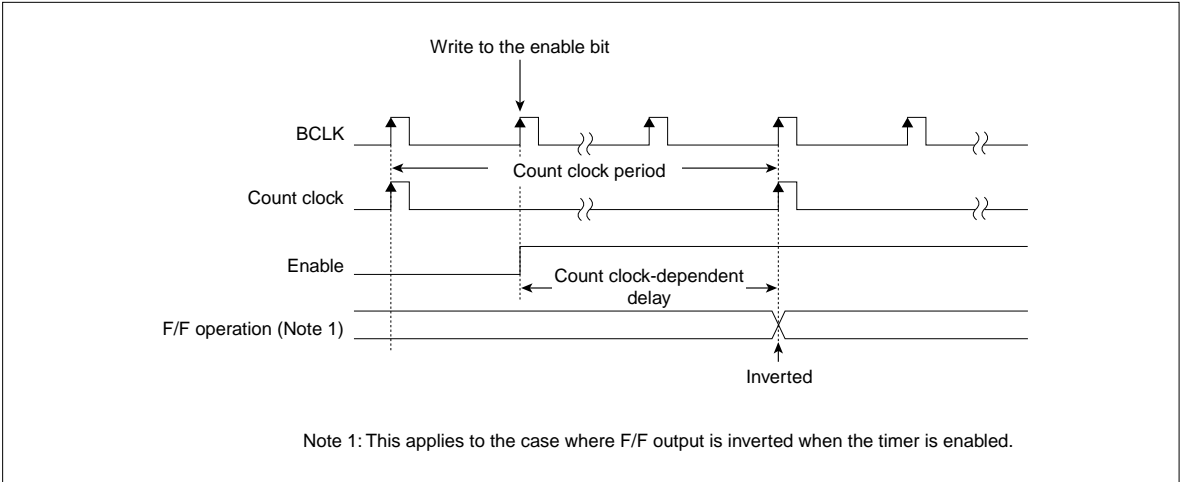 Write to the enable bit
BCLK
Count clock period
Count clock
Enable
Count clock-dependent
delay
F/F operation (Note 1)
Inverted
Note 1: This applies to the case where F/F output is inverted when the timer is enabled.